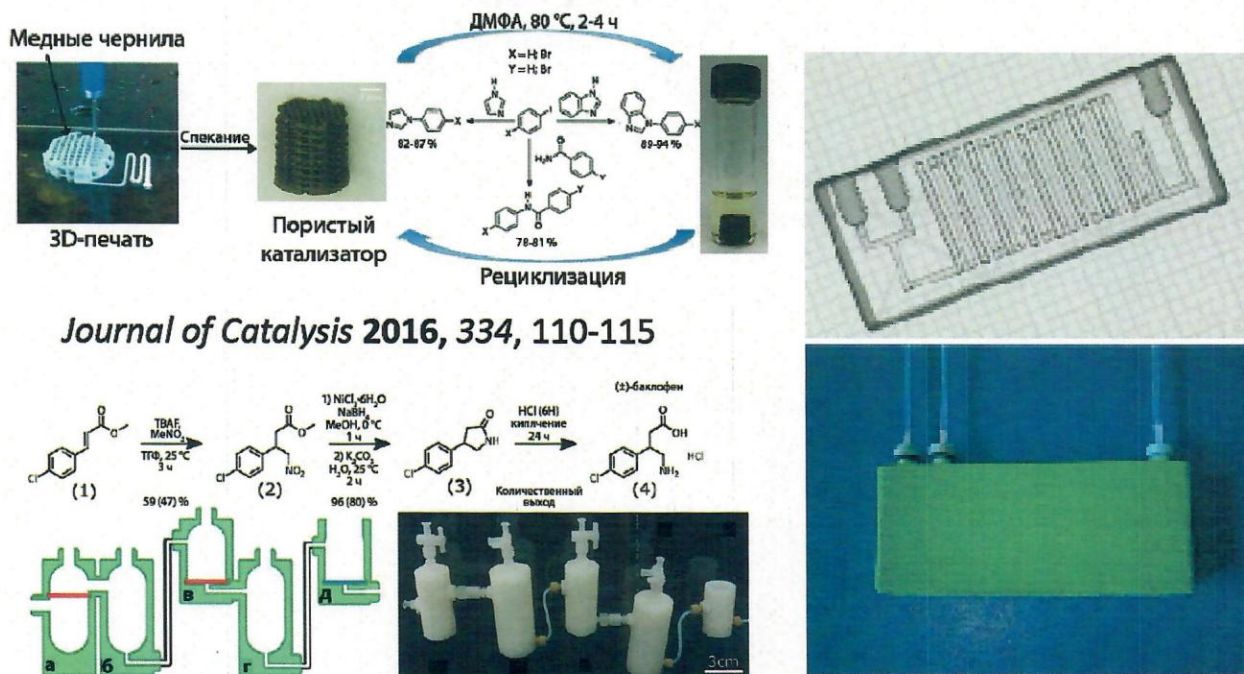 ДМФА, 80 °C, 2-4 ч
Медные чернила
X = H; Br
Y = H; Br
Спекание
82-87 %
89-94 %
78-81 %
3D-печать
Пористый
катализатор
Рециклизация
Journal of Catalysis 2016, 334, 110-115
TBAF,
MeNO₂
ТГФ, 25 °C
3 ч
1) NiCl₂·6H₂O
NaBH₄
MeOH, 0 °C
1 ч
2) K₂CO₃
H₂O, 25 °C
2 ч
HCl (6H)
кипячение
24 ч
(±)-баклофен
HCl
(1)
(2)
(3)
(4)
59 (47) %
96 (80) %
Количественный
выход
а
б
в
г
д
3cm